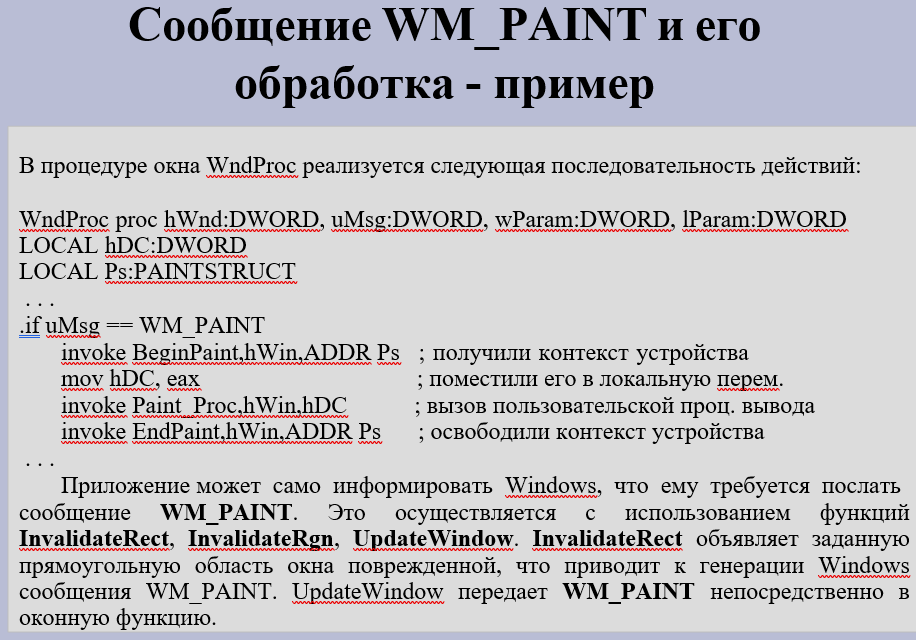 Сообщение WM_PAINT и его
обработка - пример
В процедуре окна WndProc реализуется следующая последовательность действий:
WndProc proc hWnd:DWORD, uMsg:DWORD, wParam:DWORD, lParam:DWORD
LOCAL hDC:DWORD
LOCAL Ps:PAINTSTRUCT
. . .
.if uMsg == WM_PAINT
invoke BeginPaint,hWin,ADDR Ps ; получили контекст устройства
mov hDC, eax ; поместили его в локальную перем.
invoke Paint_Proc,hWin,hDC ; вызов пользовательской проц. вывода
invoke EndPaint,hWin,ADDR Ps ; освободили контекст устройства
. . .
Приложение может само информировать Windows, что ему требуется послать
сообщение WM_PAINT. Это осуществляется с использованием функций
InvalidateRect, InvalidateRgn, UpdateWindow. InvalidateRect объявляет заданную
прямоугольную область окна поврежденной, что приводит к генерации Windows
сообщения WM_PAINT. UpdateWindow передает WM_PAINT непосредственно в
оконную функцию.